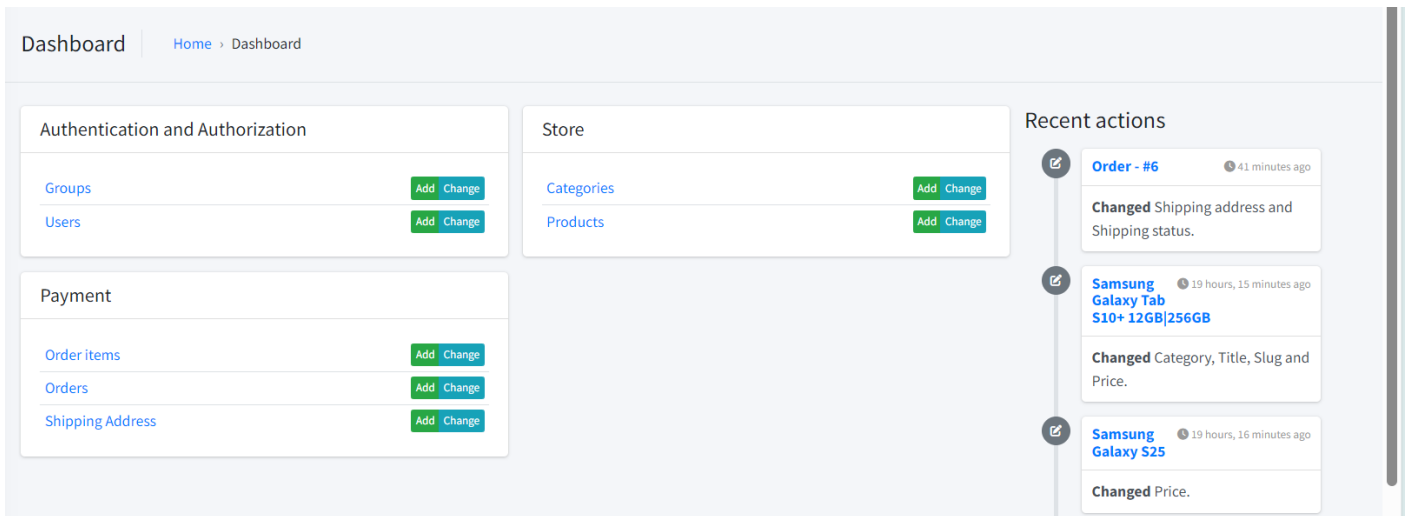 Dashboard
Home › Dashboard
Authentication and Authorization
Groups Add Change
Users Add Change
Payment
Order items Add Change
Orders Add Change
Shipping Address Add Change
Store
Categories Add Change
Products Add Change
Recent actions
Order - #6 41 minutes ago
Changed Shipping address and
Shipping status.
Samsung 19 hours, 15 minutes ago
Galaxy Tab
S10+ 12GB|256GB
Changed Category, Title, Slug and
Price.
Samsung 19 hours, 16 minutes ago
Galaxy S25
Changed Price.